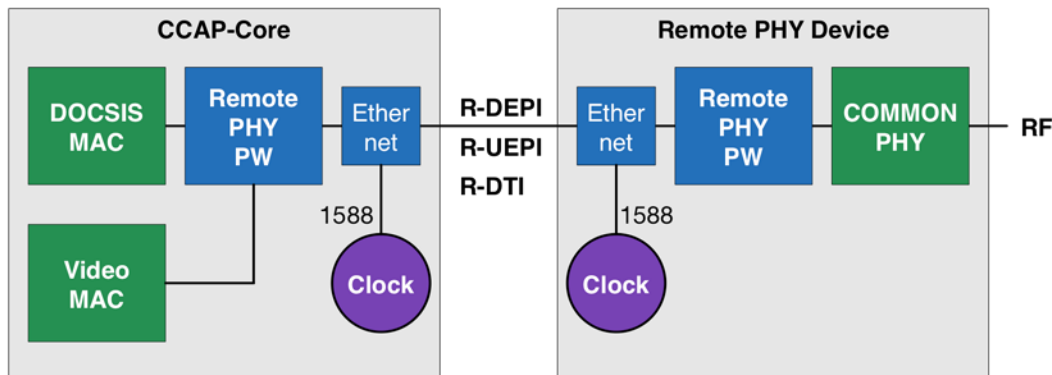 CCAP-Core
DOCSIS
MAC
Remote
PHY
PW
Ether
net
1588
Clock
Video
MAC
R-DEPI
R-UEPI
R-DTI
Remote PHY Device
Ether
net
1588
Clock
Remote
PHY
PW
COMMON
PHY
RF